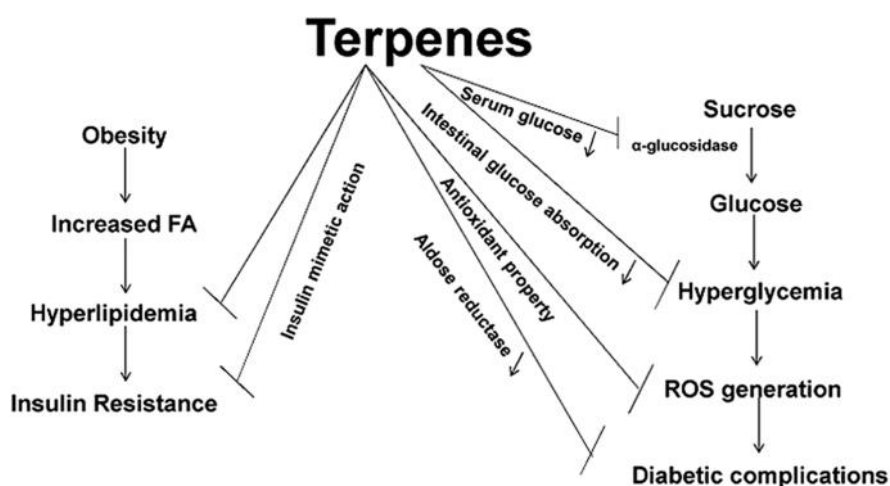 Terpenes
Obesity
Increased FA
Hyperlipidemia
Insulin Resistance
Insulin mimetic action
Aldose reductase
Antioxidant property
Intestinal glucose absorption
Serum glucose
α-glucosidase
Sucrose
Glucose
Hyperglycemia
ROS generation
Diabetic complications